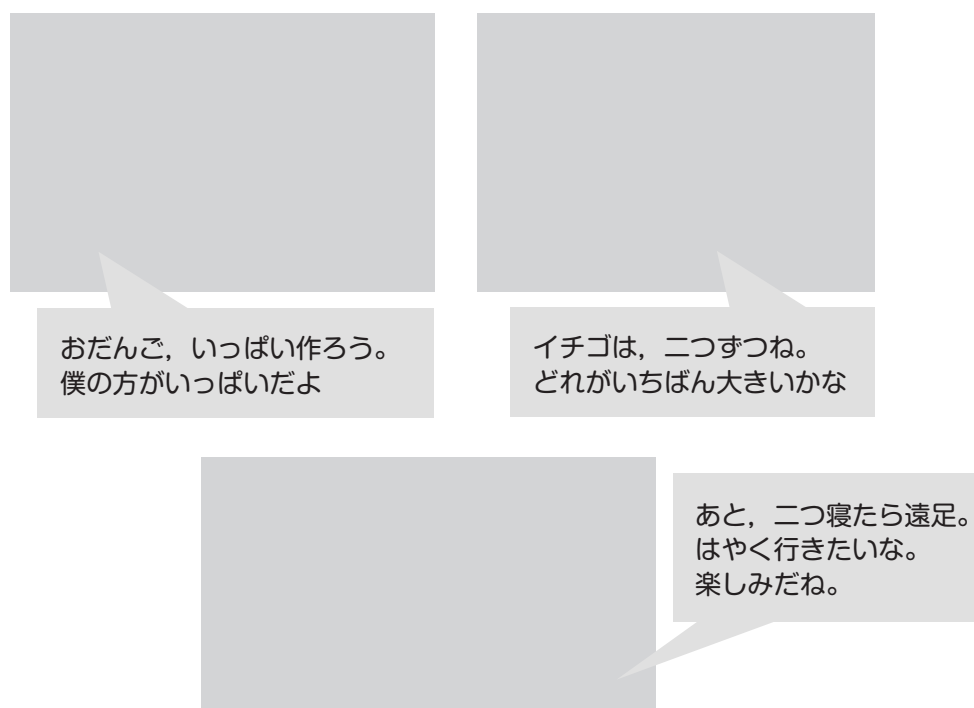 おだんご，いっぱい作ろう。
僕の方がいっぱいだよ
イチゴは，二つずつね。
どれがいちばん大きいかな
あと，二つ寝たら遠足。
はやく行きたいな。
楽しみだね。